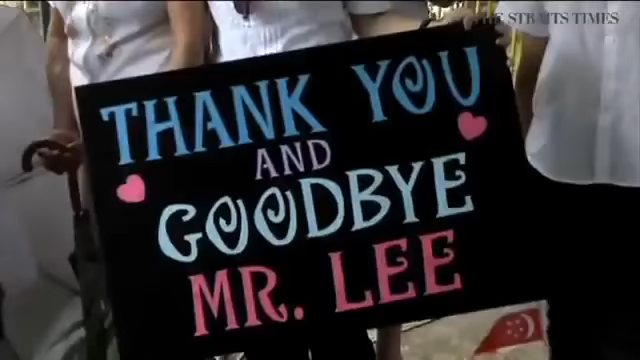 THE STRAITS TIMES
THANK YOU
AND
GOODBYE
MR. LEE